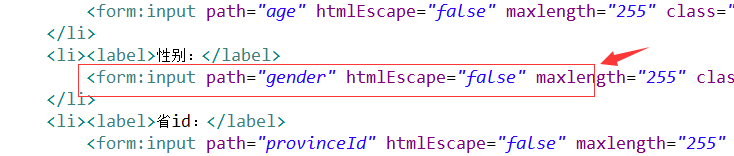 <form:input path="age" htmlEscape="false" maxlength="255" class="
</li>
<li><label>性别：</label>
<form:input path="gender" htmlEscape="false" maxlength="255" clas
</li>
<li><label>省id：</label>
<form:input path="provinceId" htmlEscape="false" maxlength="255"